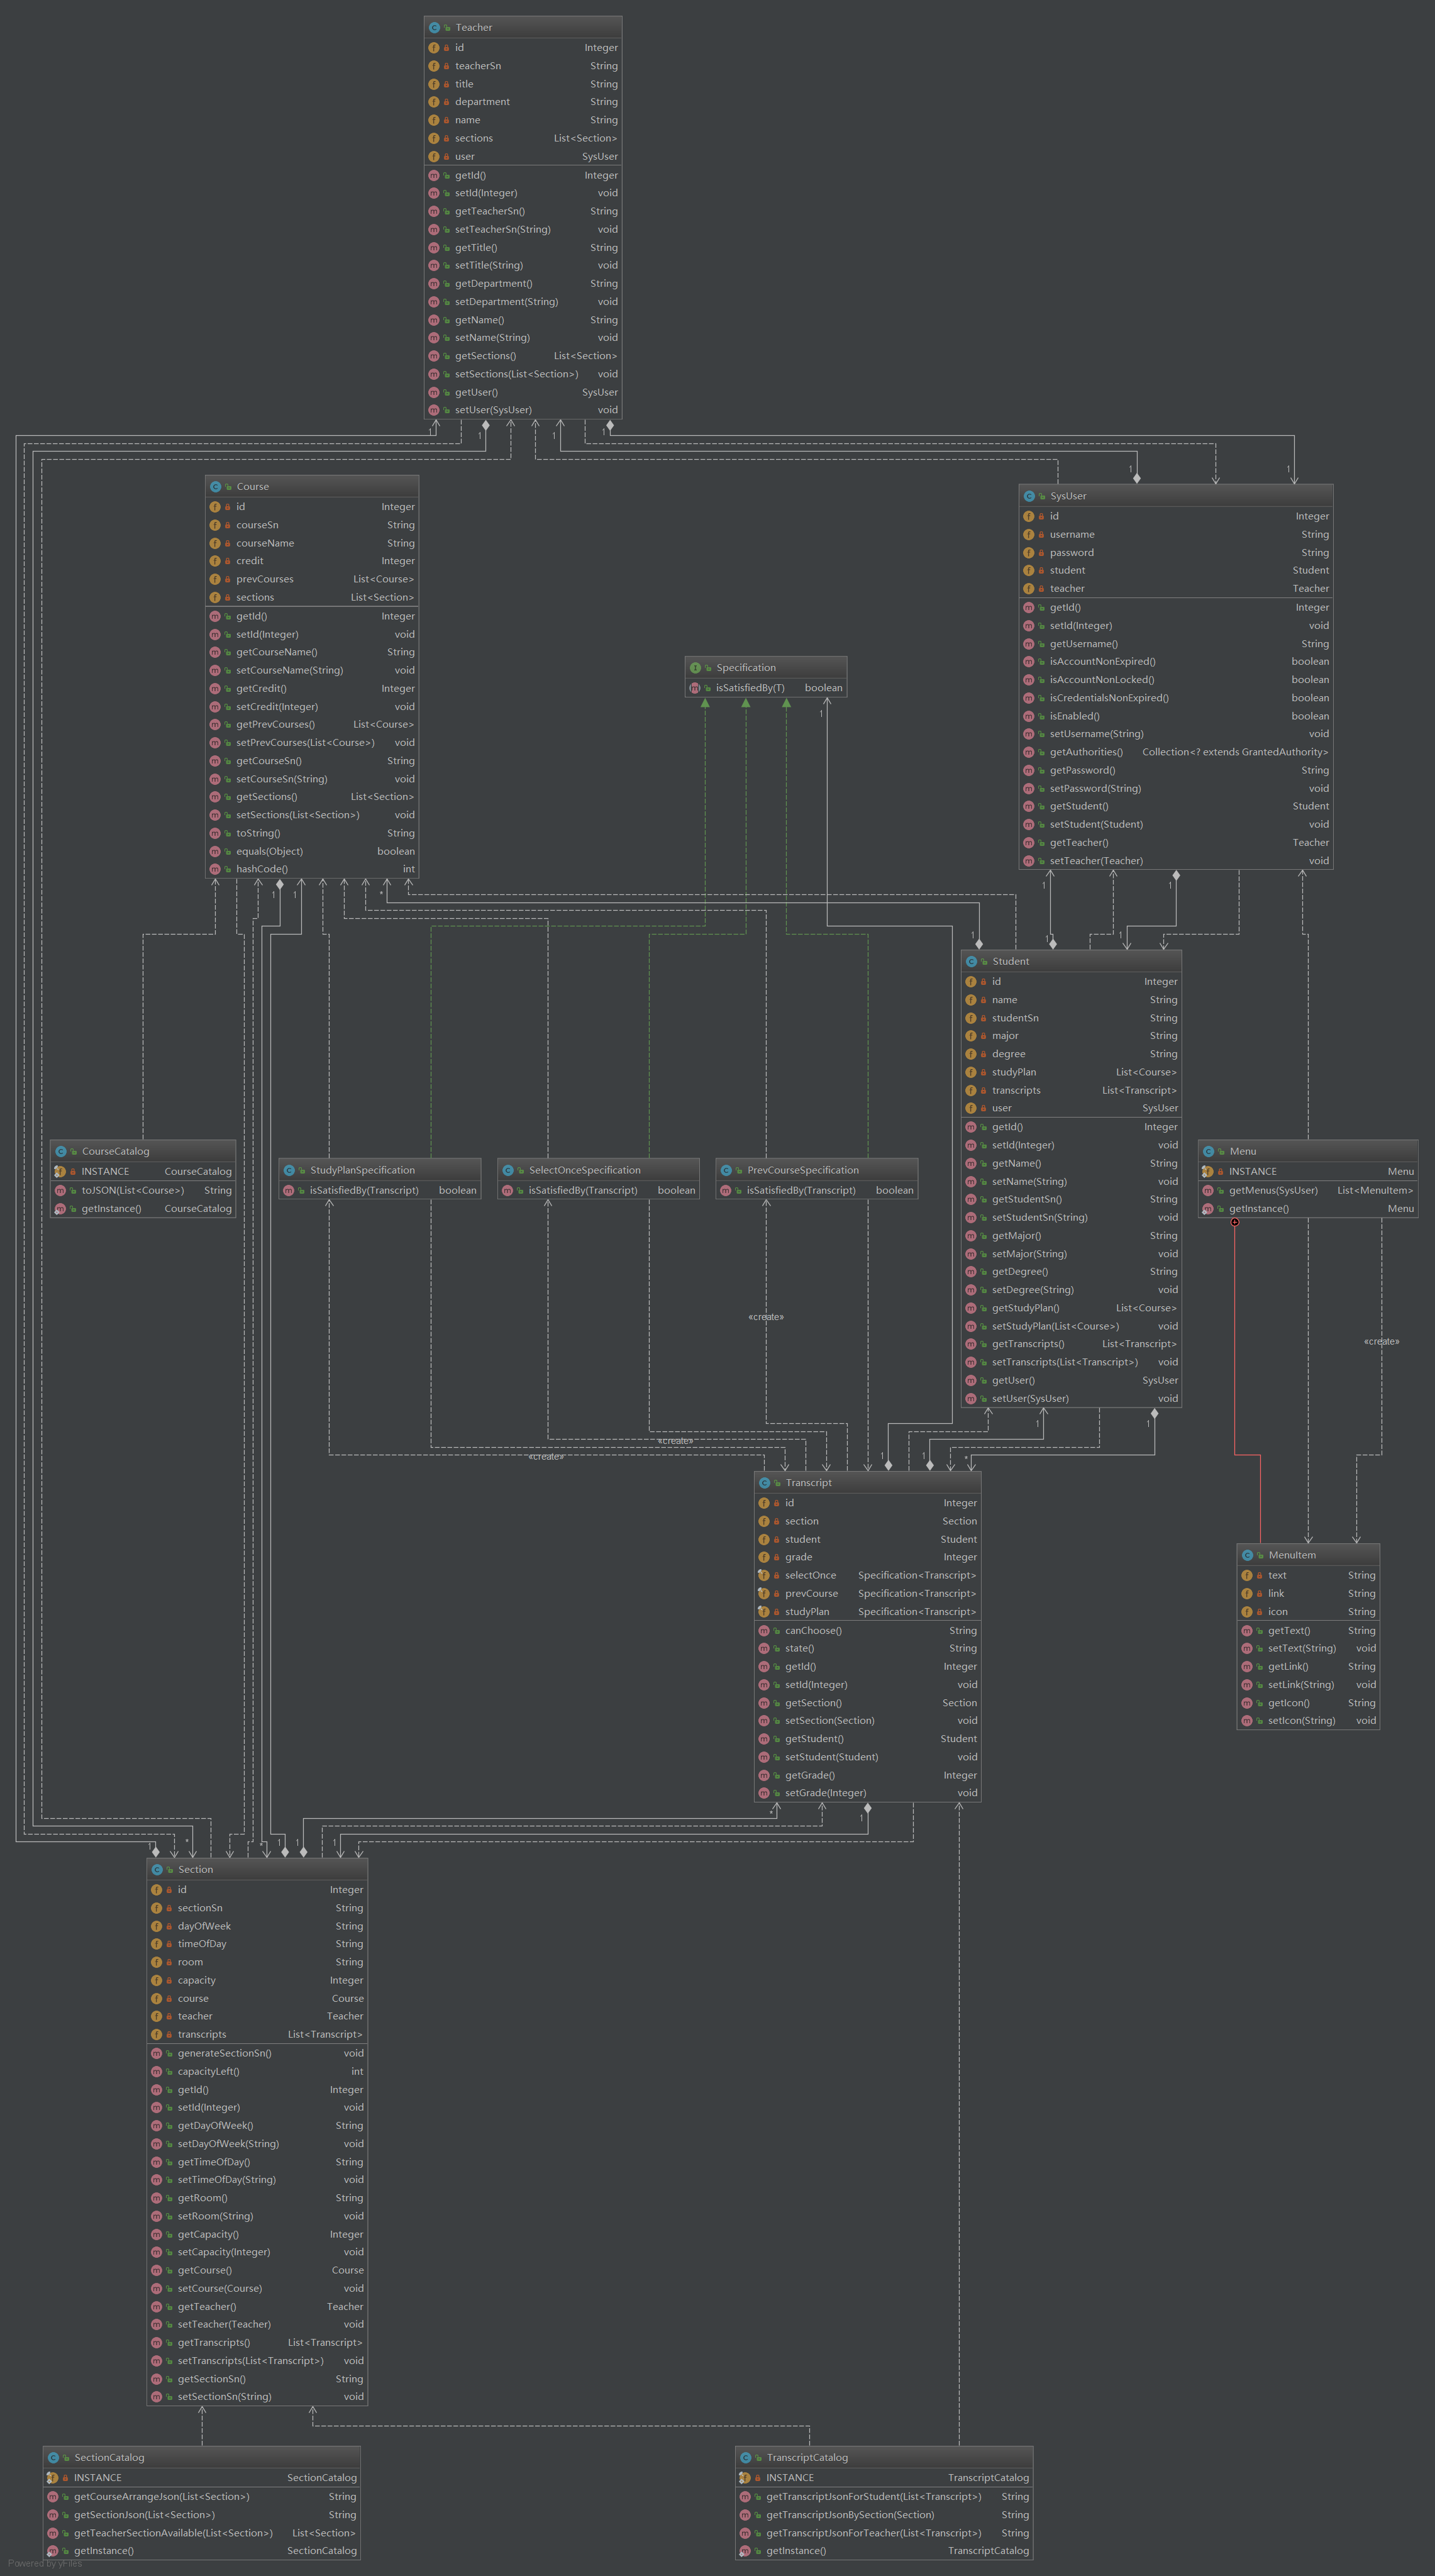 Teacher
id Integer
teacherSn String
title String
department String
name String
sections List<Section>
user SysUser
getId() Integer
setId(Integer) void
getTeacherSn() String
setTeacherSn(String) void
getTitle() String
setTitle(String) void
getDepartment() String
setDepartment(String) void
getName() String
setName(String) void
getSections() List<Section>
setSections(List<Section>) void
getUser() SysUser
setUser(SysUser) void
Course
id Integer
courseSn String
courseName String
credit Integer
prevCourses List<Course>
sections List<Section>
getId() Integer
setId(Integer) void
getCourseName() String
setCourseName(String) void
getCredit() Integer
setCredit(Integer) void
getPrevCourses() List<Course>
setPrevCourses(List<Course>) void
getCourseSn() String
setCourseSn(String) void
getSections() List<Section>
setSections(List<Section>) void
toString() String
equals(Object) boolean
hashCode() int
SysUser
id Integer
username String
password String
student Student
teacher Teacher
getId() Integer
setId(Integer) void
getUsername() String
isAccountNonExpired() boolean
isAccountNonLocked() boolean
isCredentialsNonExpired() boolean
isEnabled() boolean
setUsername(String) void
getAuthorities() Collection<? extends GrantedAuthority>
getPassword() String
setPassword(String) void
getStudent() Student
setStudent(Student) void
getTeacher() Teacher
setTeacher(Teacher) void
Specification
isSatisfiedBy(T) boolean
Student
id Integer
name String
studentSn String
major String
degree String
studyPlan List<Course>
transcripts List<Transcript>
user SysUser
getId() Integer
setId(Integer) void
getName() String
setName(String) void
getStudentSn() String
setStudentSn(String) void
getMajor() String
setMajor(String) void
getDegree() String
setDegree(String) void
getStudyPlan() List<Course>
setStudyPlan(List<Course>) void
getTranscripts() List<Transcript>
setTranscripts(List<Transcript>) void
getUser() SysUser
setUser(SysUser) void
CourseCatalog
INSTANCE CourseCatalog
toJSON(List<Course>) String
getInstance() CourseCatalog
StudyPlanSpecification
isSatisfiedBy(Transcript) boolean
SelectOnceSpecification
isSatisfiedBy(Transcript) boolean
PrevCourseSpecification
isSatisfiedBy(Transcript) boolean
Menu
INSTANCE Menu
getMenus(SysUser) List<MenuItem>
getInstance() Menu
«create»
«create»
«create»
«create»
Transcript
id Integer
section Section
student Student
grade Integer
selectOnce Specification<Transcript>
prevCourse Specification<Transcript>
studyPlan Specification<Transcript>
canChoose() String
state() String
getId() Integer
setId(Integer) void
getSection() Section
setSection(Section) void
getStudent() Student
setStudent(Student) void
getGrade() Integer
setGrade(Integer) void
MenuItem
text String
link String
icon String
getText() String
setText(String) void
getLink() String
setLink(String) void
getIcon() String
setIcon(String) void
Section
id Integer
sectionSn String
dayOfWeek String
timeOfDay String
room String
capacity Integer
course Course
teacher Teacher
transcripts List<Transcript>
generateSectionSn() void
capacityLeft() int
getId() Integer
setId(Integer) void
getDayOfWeek() String
setDayOfWeek(String) void
getTimeOfDay() String
setTimeOfDay(String) void
getRoom() String
setRoom(String) void
getCapacity() Integer
setCapacity(Integer) void
getCourse() Course
setCourse(Course) void
getTeacher() Teacher
setTeacher(Teacher) void
getTranscripts() List<Transcript>
setTranscripts(List<Transcript>) void
getSectionSn() String
setSectionSn(String) void
SectionCatalog
INSTANCE SectionCatalog
getCourseArrangeJson(List<Section>) String
getSectionJson(List<Section>) String
getTeacherSectionAvailable(List<Section>) List<Section>
getInstance() SectionCatalog
TranscriptCatalog
INSTANCE TranscriptCatalog
getTranscriptJsonForStudent(List<Transcript>) String
getTranscriptJsonBySection(Section) String
getTranscriptJsonForTeacher(List<Transcript>) String
getInstance() TranscriptCatalog
Powered by yFiles